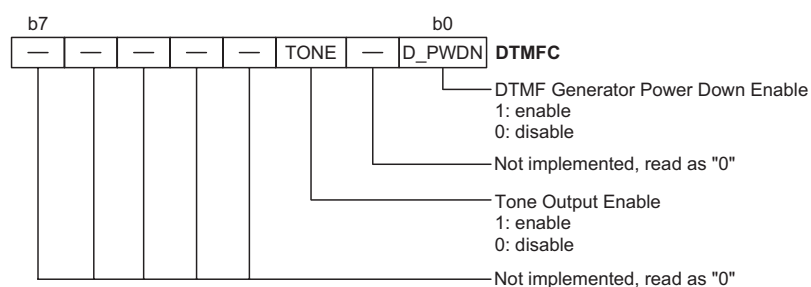 b7 b0
— — — — — TONE — D_PWDN DTMFC
DTMF Generator Power Down Enable
1: enable
0: disable
Not implemented, read as "0"
Tone Output Enable
1: enable
0: disable
Not implemented, read as "0"